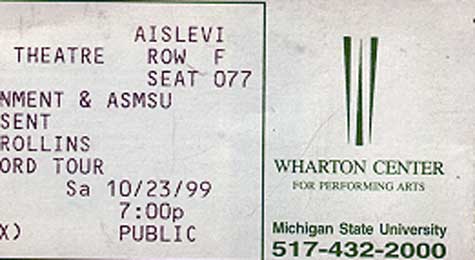 AISLEVI
THEATRE ROW F
SEAT 077
NMENT & ASMSU
SENT
ROLLINS
ORD TOUR
Sa 10/23/99
7:00p
X) PUBLIC
WHARTON CENTER
FOR PERFORMING ARTS
Michigan State University
517-432-2000